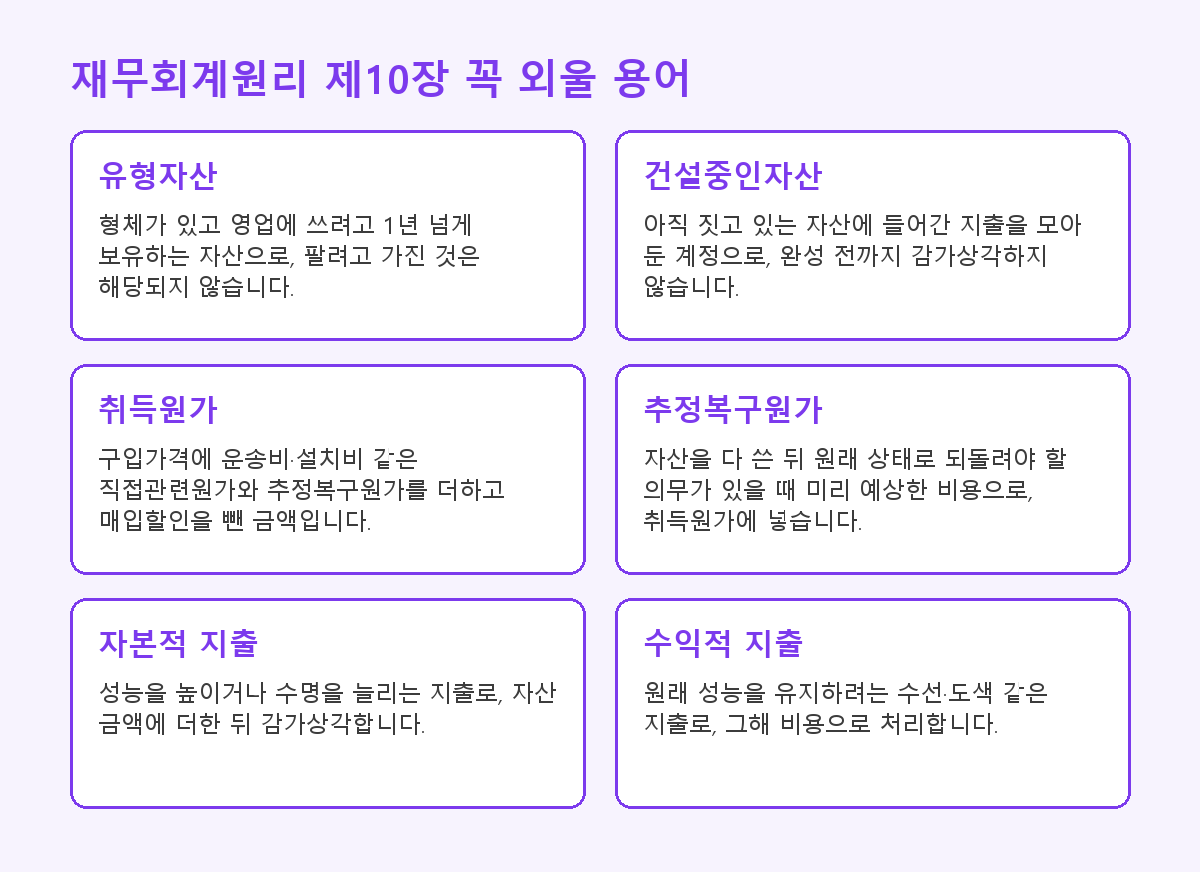 재무회계원리 제10장 꼭 외울 용어
유형자산
형체가 있고 영업에 쓰려고 1년 넘게
보유하는 자산으로, 팔려고 가진 것은
해당되지 않습니다.
건설중인자산
아직 짓고 있는 자산에 들어간 지출을 모아
둔 계정으로, 완성 전까지 감가상각하지
않습니다.
취득원가
구입가격에 운송비·설치비 같은
직접관련원가와 추정복구원가를 더하고
매입할인을 뺀 금액입니다.
추정복구원가
자산을 다 쓴 뒤 원래 상태로 되돌려야 할
의무가 있을 때 미리 예상한 비용으로,
취득원가에 넣습니다.
자본적 지출
성능을 높이거나 수명을 늘리는 지출로, 자산
금액에 더한 뒤 감가상각합니다.
수익적 지출
원래 성능을 유지하려는 수선·도색 같은
지출로, 그해 비용으로 처리합니다.